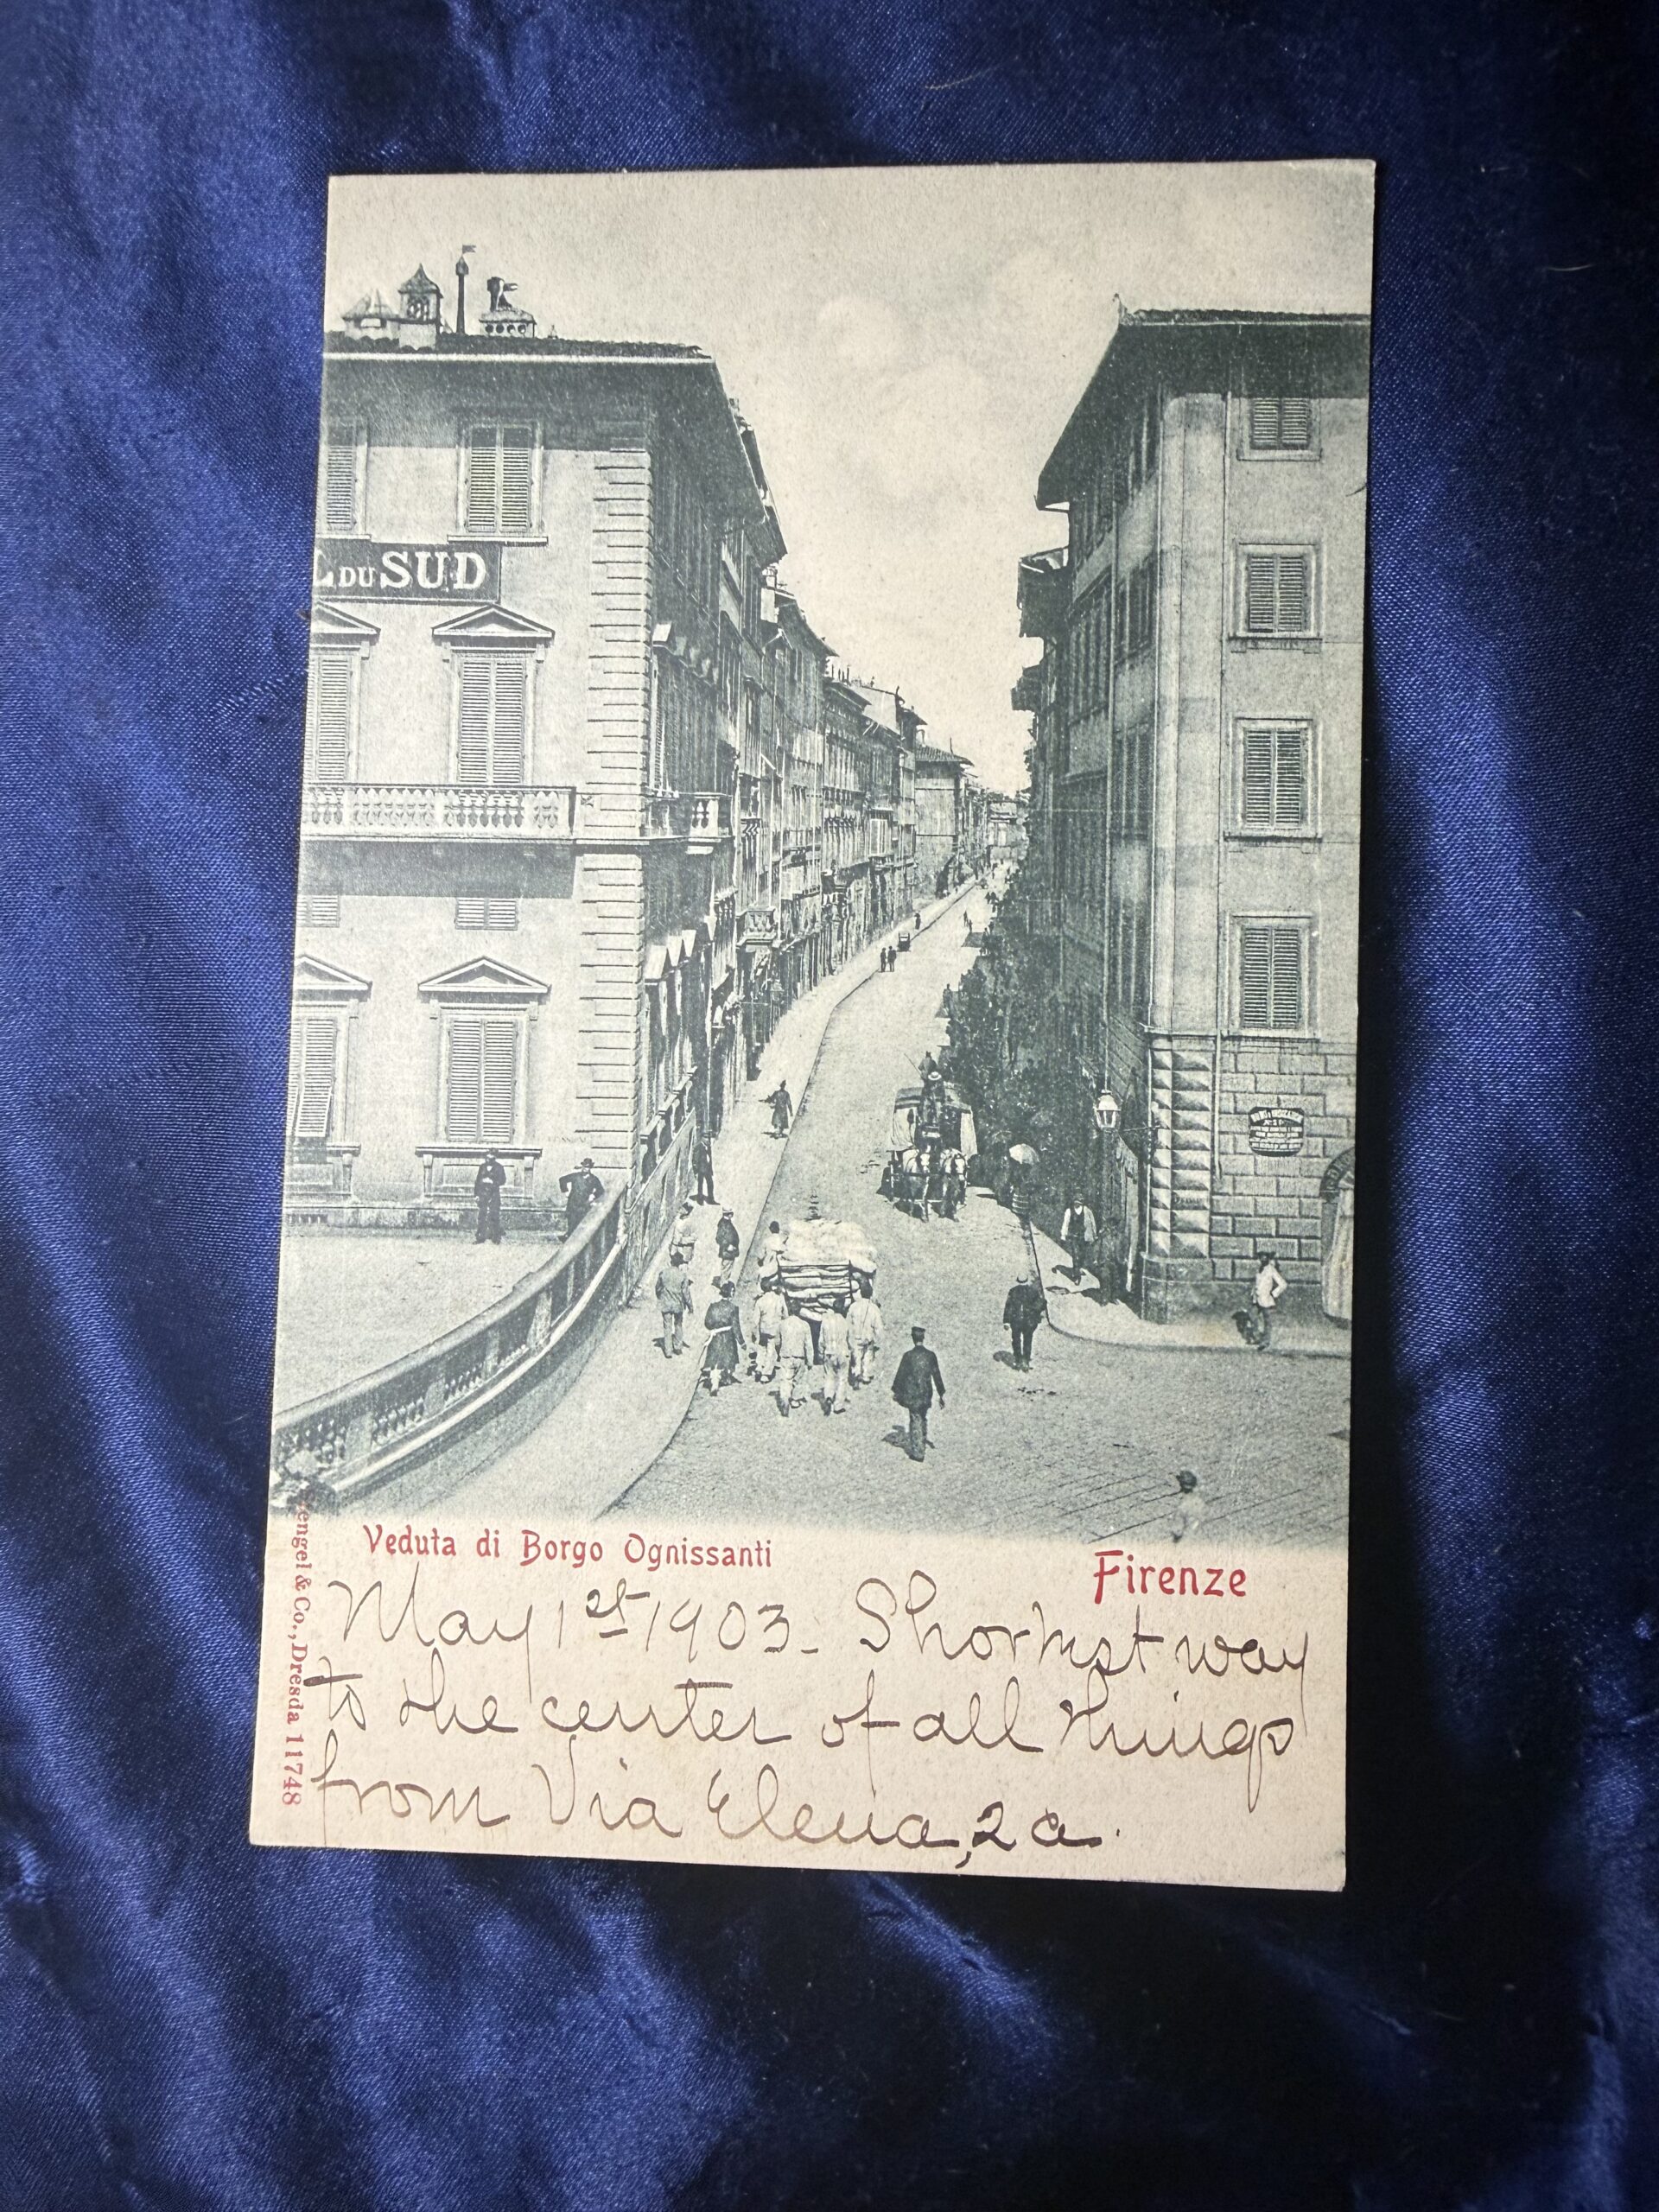 L DU SUD
Veduta di Borgo Ognissanti
Firenze
May 1st 1903. Shortest way
to the center of all things
from Via Elena, 2a.
engel & Co., Dresda 11748